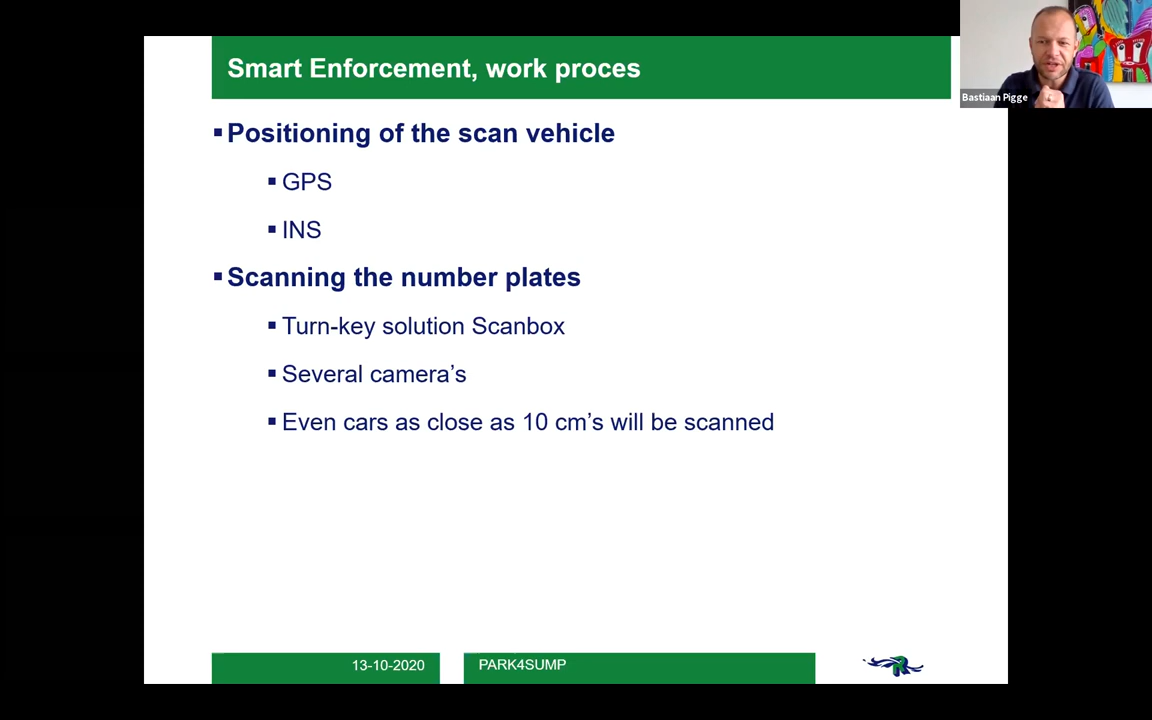 Smart Enforcement, work proces
Bastiaan Pigge
▪ Positioning of the scan vehicle
▪ GPS
▪ INS
▪ Scanning the number plates
▪ Turn-key solution Scanbox
▪ Several camera’s
▪ Even cars as close as 10 cm’s will be scanned
13-10-2020
PARK4SUMP